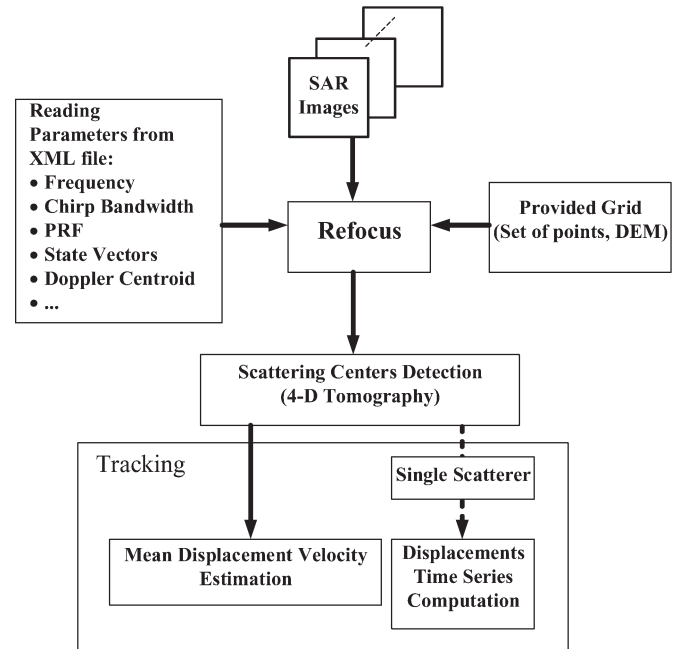 SAR
Images
Reading
Parameters from
XML file:
• Frequency
• Chirp Bandwidth
• PRF
• State Vectors
• Doppler Centroid
• ...
Refocus
Provided Grid
(Set of points, DEM)
Scattering Centers Detection
(4-D Tomography)
Tracking
Single Scatterer
Mean Displacement Velocity
Estimation
Displacements
Time Series
Computation